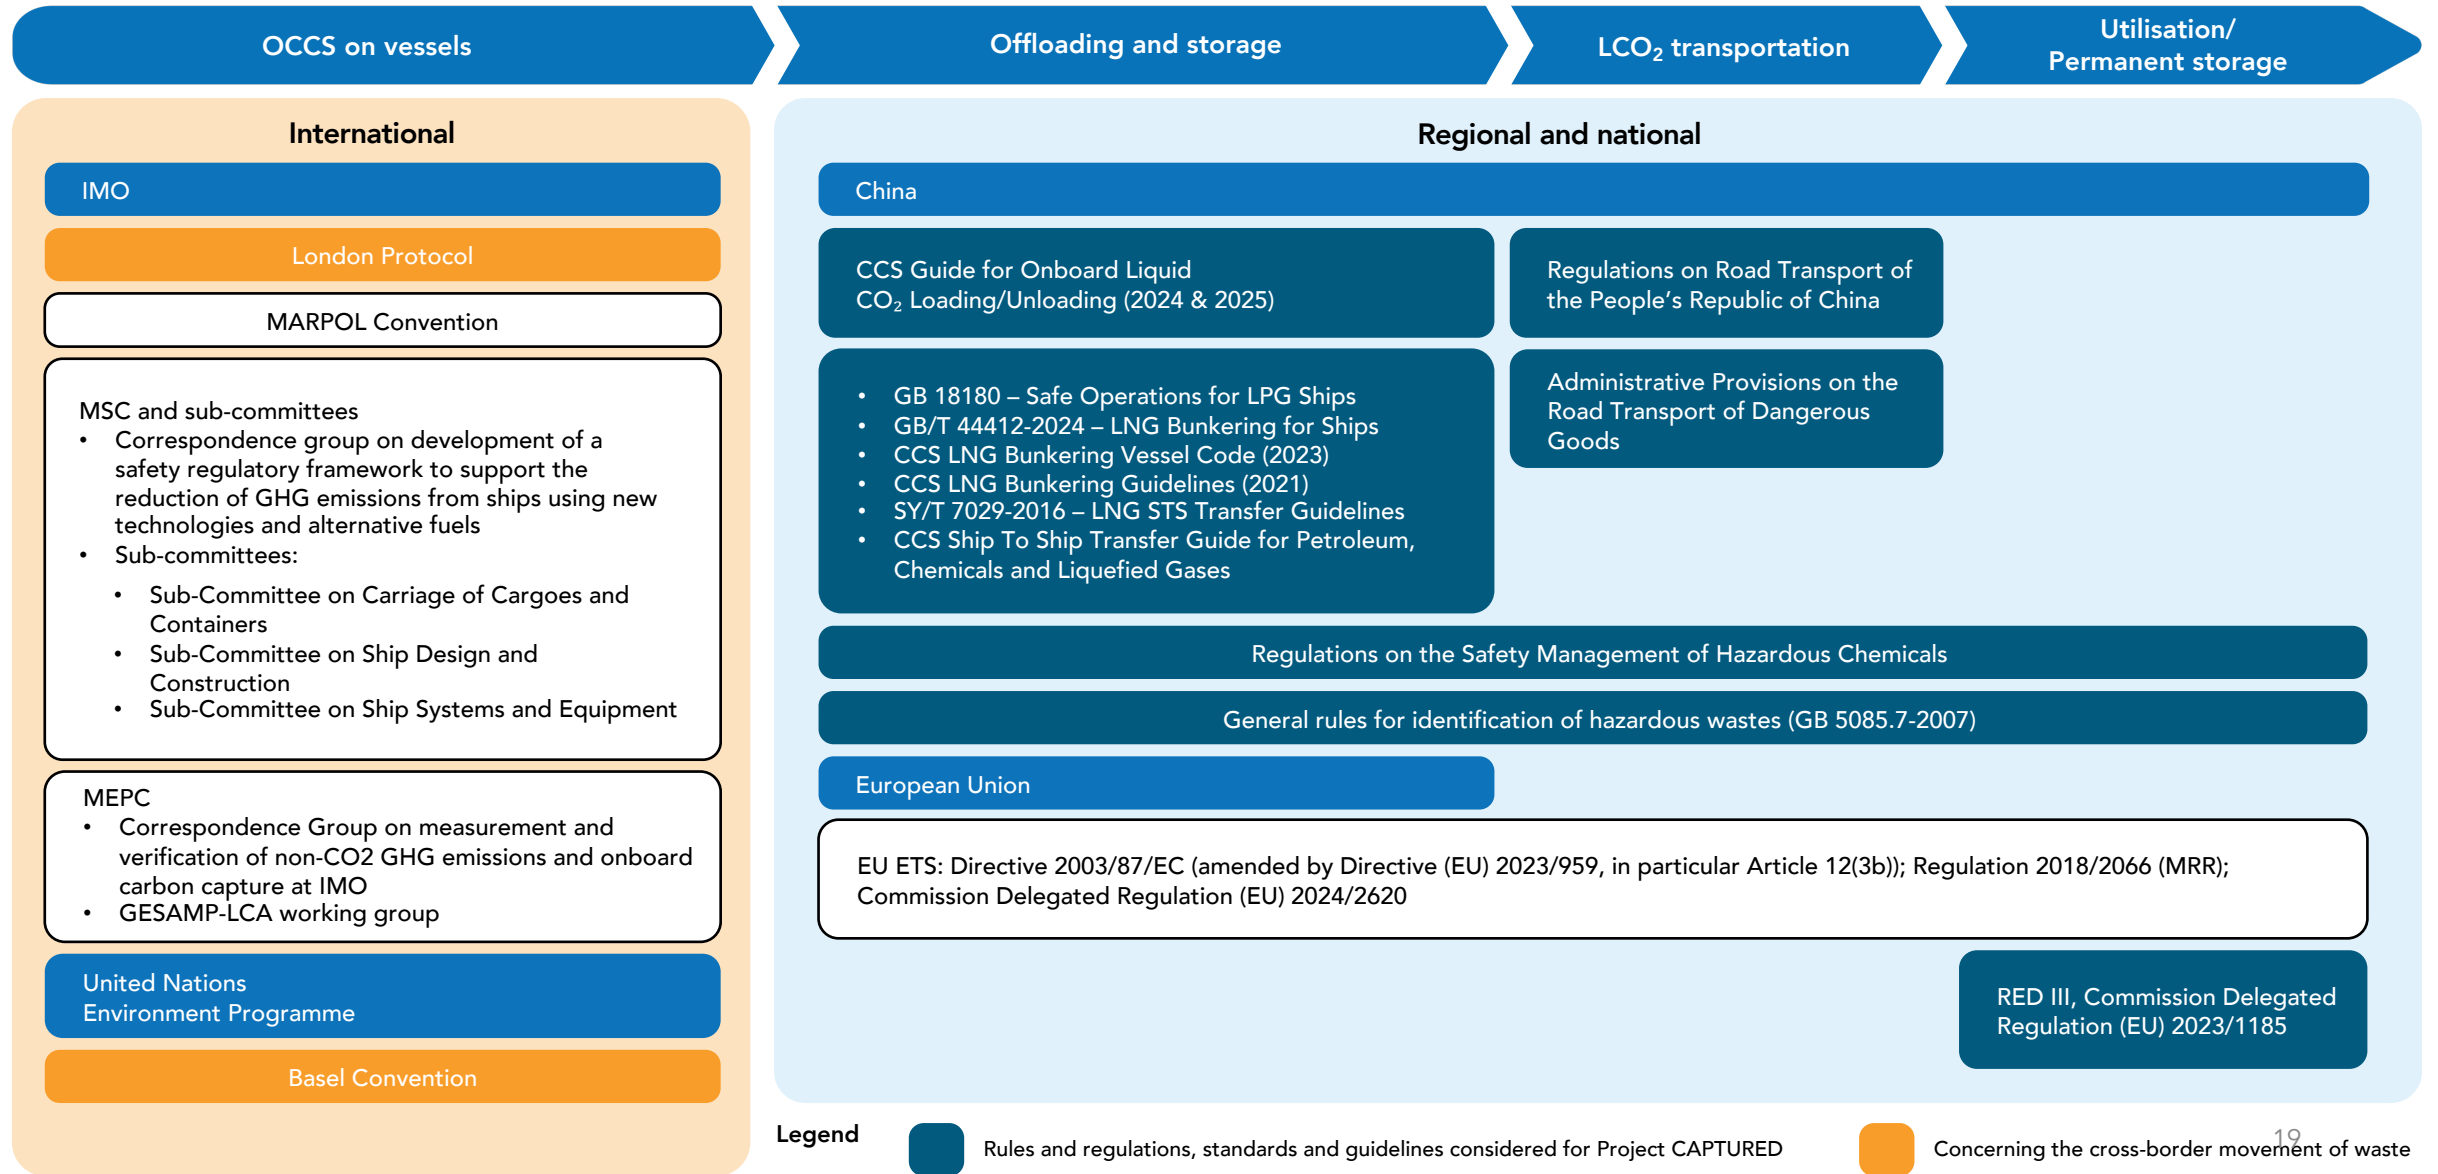 OCCS on vessels
Offloading and storage
LCO₂ transportation
Utilisation/
Permanent storage
International
IMO
London Protocol
MARPOL Convention
MSC and sub-committees
• Correspondence group on development of a
safety regulatory framework to support the
reduction of GHG emissions from ships using new
technologies and alternative fuels
• Sub-committees:
• Sub-Committee on Carriage of Cargoes and
Containers
• Sub-Committee on Ship Design and
Construction
• Sub-Committee on Ship Systems and Equipment
MEPC
• Correspondence Group on measurement and
verification of non-CO2 GHG emissions and onboard
carbon capture at IMO
• GESAMP-LCA working group
United Nations
Environment Programme
Basel Convention
Regional and national
China
CCS Guide for Onboard Liquid
CO₂ Loading/Unloading (2024 & 2025)
Regulations on Road Transport of
the People's Republic of China
• GB 18180 – Safe Operations for LPG Ships
• GB/T 44412-2024 – LNG Bunkering for Ships
• CCS LNG Bunkering Vessel Code (2023)
• CCS LNG Bunkering Guidelines (2021)
• SY/T 7029-2016 – LNG STS Transfer Guidelines
• CCS Ship To Ship Transfer Guide for Petroleum,
Chemicals and Liquefied Gases
Administrative Provisions on the
Road Transport of Dangerous
Goods
Regulations on the Safety Management of Hazardous Chemicals
General rules for identification of hazardous wastes (GB 5085.7-2007)
European Union
EU ETS: Directive 2003/87/EC (amended by Directive (EU) 2023/959, in particular Article 12(3b)); Regulation 2018/2066 (MRR);
Commission Delegated Regulation (EU) 2024/2620
RED III, Commission Delegated
Regulation (EU) 2023/1185
Legend
Rules and regulations, standards and guidelines considered for Project CAPTURED
Concerning the cross-border movement of waste
19